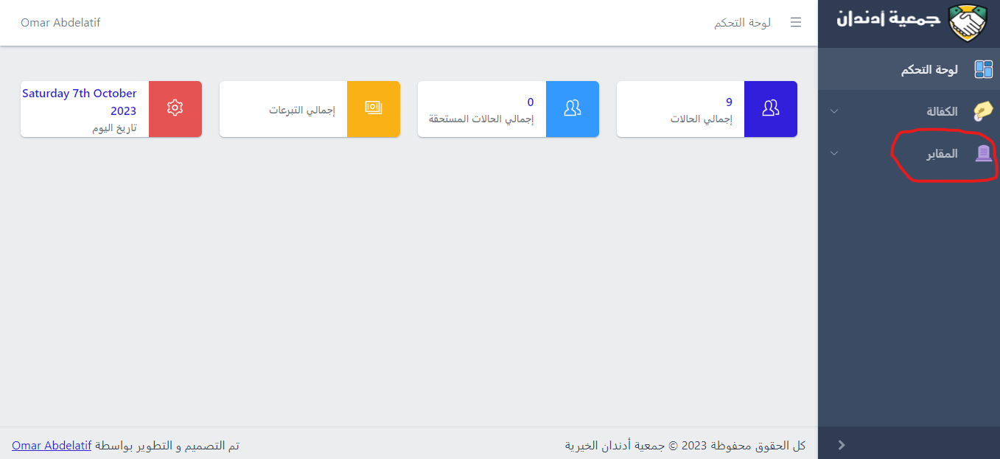 جمعية أدندان
لوحة التحكم
الكفالة
المقابر
لوحة التحكم
Omar Abdelatif
9
إجمالي الحالات
0
إجمالي الحالات المستحقة
إجمالي التبرعات
Saturday 7th October
2023
تاريخ اليوم
كل الحقوق محفوظة 2023 © جمعية أدندان الخيرية
تم التصميم و التطوير بواسطة Omar Abdelatif